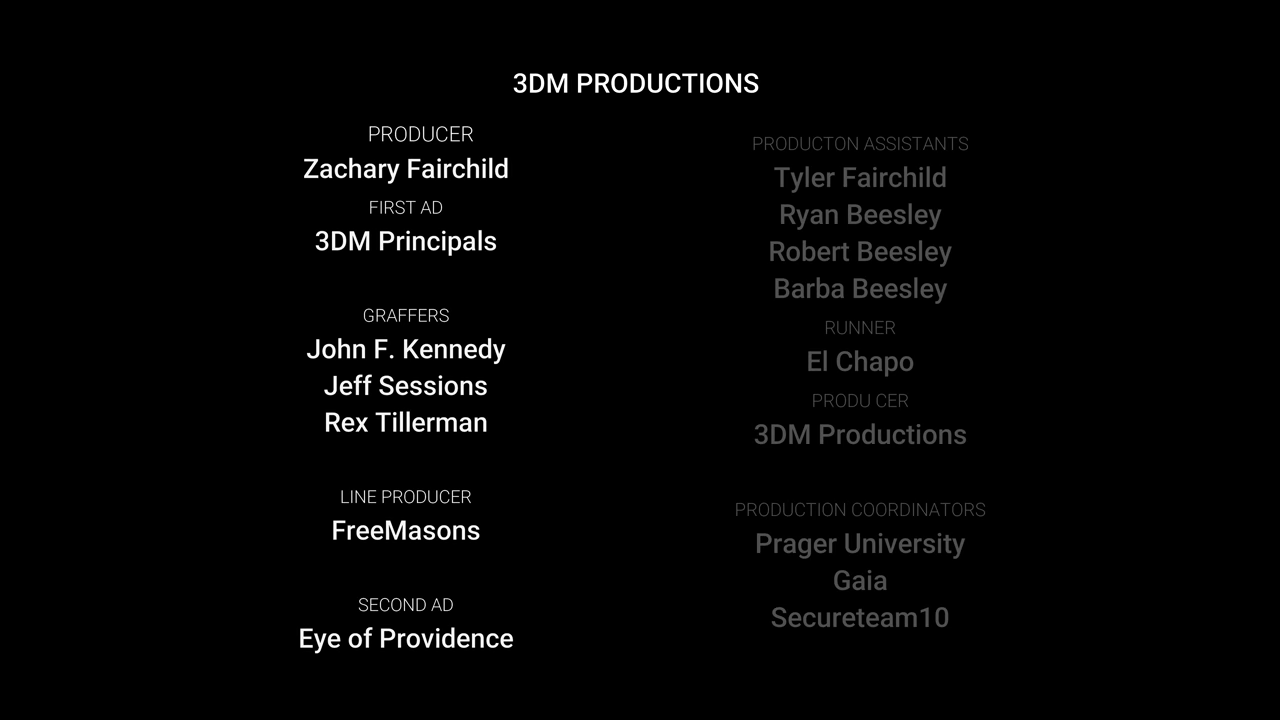 3DM PRODUCTIONS
PRODUCER
Zachary Fairchild
FIRST AD
3DM Principals
GRAFFERS
John F. Kennedy
Jeff Sessions
Rex Tillerman
LINE PRODUCER
FreeMasons
SECOND AD
Eye of Providence
PRODUCTON ASSISTANTS
Tyler Fairchild
Ryan Beesley
Robert Beesley
Barba Beesley
RUNNER
El Chapo
PRODU CER
3DM Productions
PRODUCTION COORDINATORS
Prager University
Gaia
Secureteam10